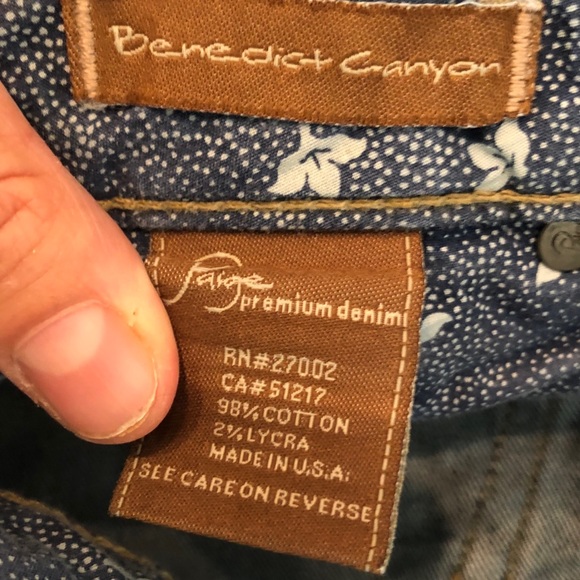 Benedict Canyon
Paige
premium denim
RN#27002
CA#51217
98% COTTON
2% LYCRA
MADE IN U.S.A.
SEE CARE ON REVERSE